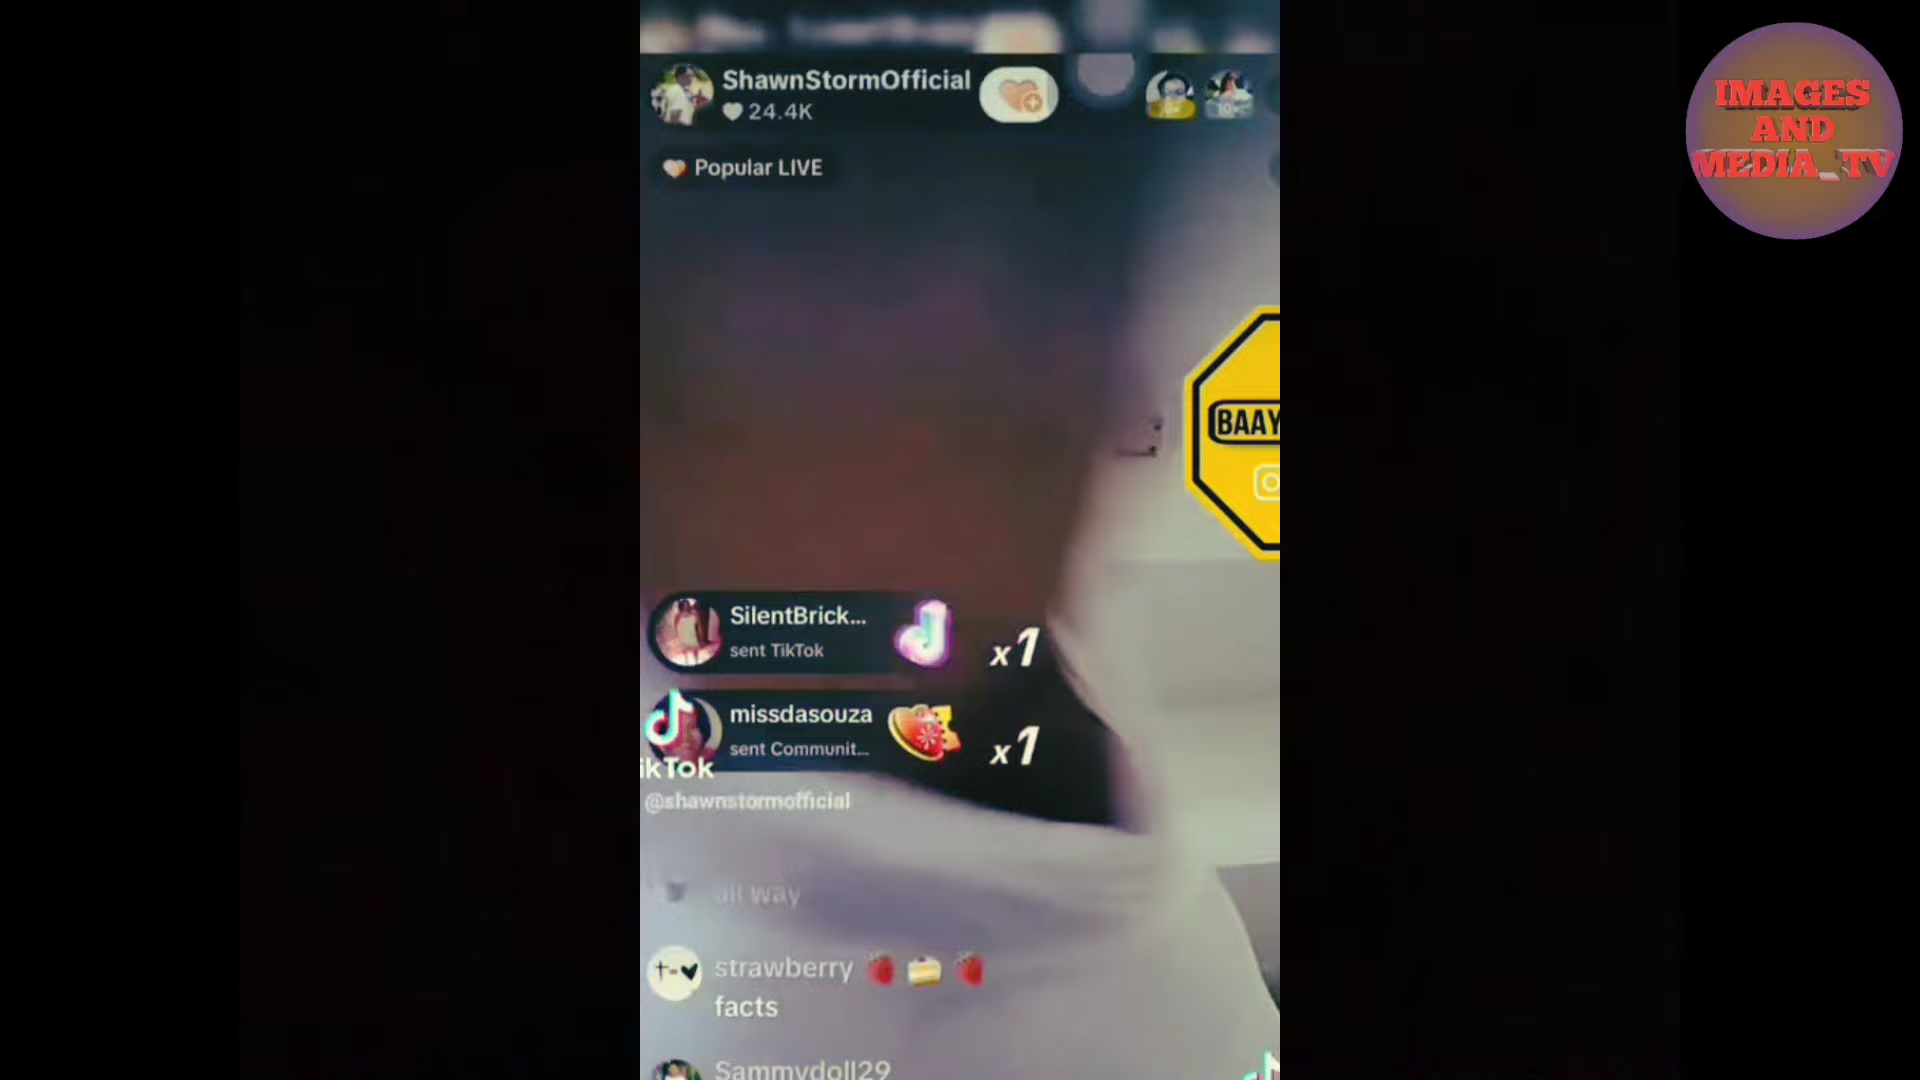 ShawnStormOfficial
24.4K
Popular LIVE
IMAGES
AND
MEDIA_TV
BAAY
SilentBrick...
sent TikTok
x1
missdasouza
sent Communit...
x1
ikTok
@shawnstormofficial
all way
strawberry 🍓 🍰 🍓
facts
Sammydoll29